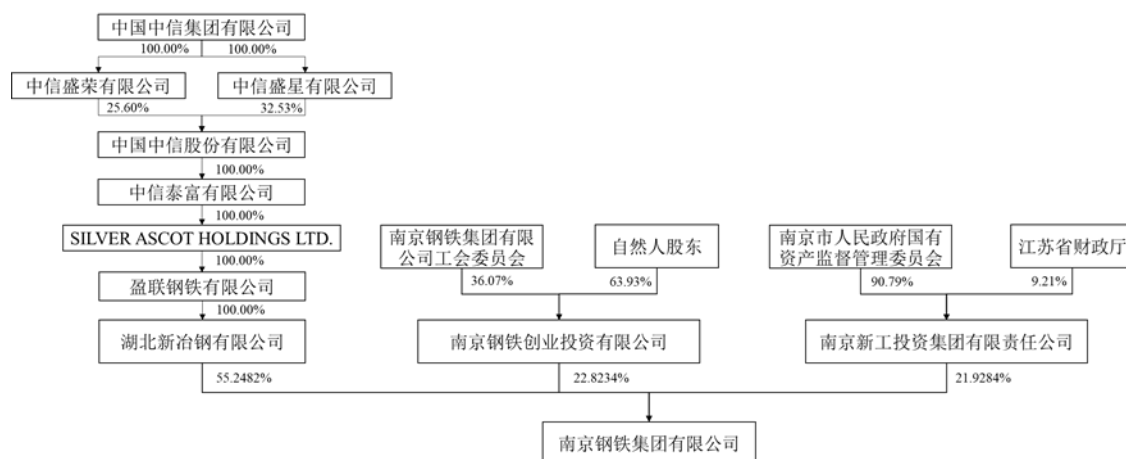 中国中信集团有限公司
100.00%
100.00%
中信盛荣有限公司
中信盛星有限公司
25.60%
32.53%
中国中信股份有限公司
100.00%
中信泰富有限公司
100.00%
SILVER ASCOT HOLDINGS LTD.
100.00%
盈联钢铁有限公司
100.00%
湖北新冶钢有限公司
55.2482%
南京钢铁集团有限
公司工会委员会
36.07%
自然人股东
63.93%
南京钢铁创业投资有限公司
22.8234%
南京市人民政府国有
资产监督管理委员会
90.79%
江苏省财政厅
9.21%
南京新工投资集团有限责任公司
21.9284%
南京钢铁集团有限公司